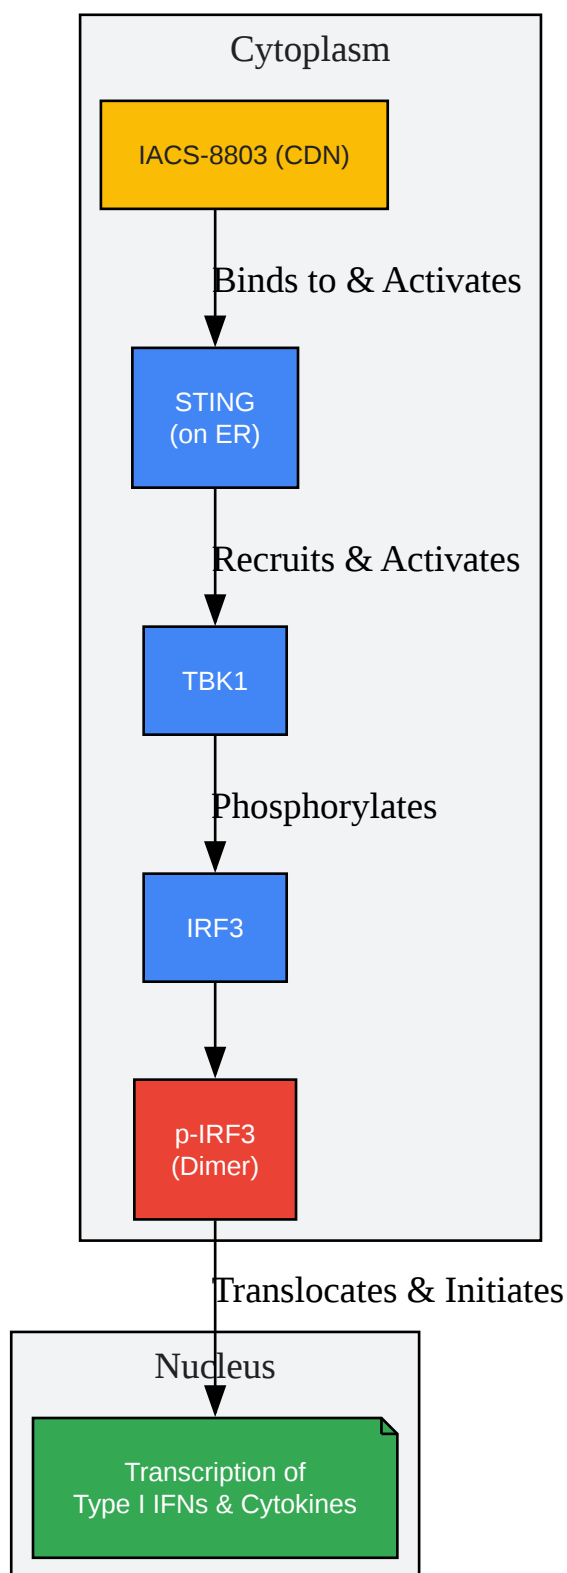 Cytoplasm
IACS-8803 (CDN)
Binds to & Activates
STING
(on ER)
Recruits & Activates
TBK1
Phosphorylates
IRF3
p-IRF3
(Dimer)
Translocates & Initiates
Nucleus
Transcription of
Type I IFNs & Cytokines